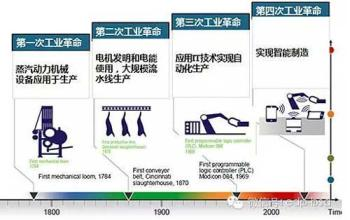 第一次工业革命
蒸汽动力机械
设备应用于生产
第二次工业革命
电机发明和电能
使用，大规模流
水线生产
第三次工业革命
应用IT技术实现自
动化生产
第四次工业革命
实现智能制造
First mechanical loom, 1784
First conveyor
belt, Cincinnati
slaughterhouse, 1870
First programmable
logic controller (PLC)
Modicon 084, 1969
1800
1900
2000
Time